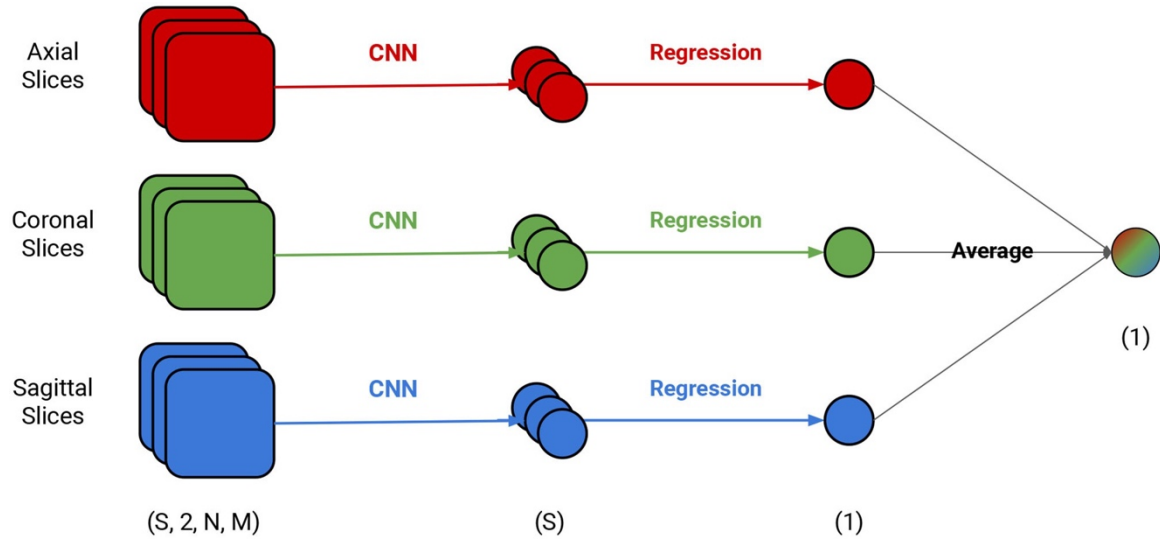 Axial
Slices
CNN
Regression
Coronal
Slices
CNN
Regression
Average
(1)
Sagittal
Slices
CNN
Regression
(S, 2, N, M)
(S)
(1)